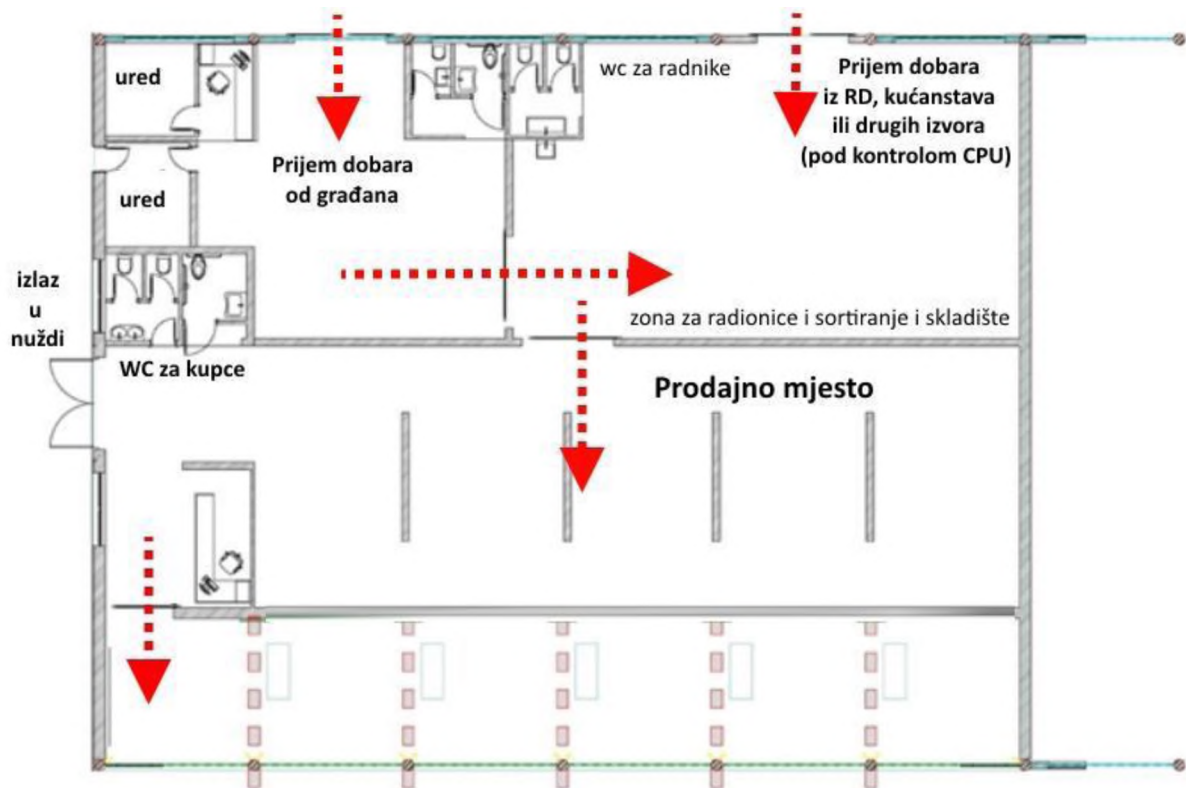 ured
wc za radnike
Prijem dobara
iz RD, kućanstava
ili drugih izvora
(pod kontrolom CPU)
Prijem dobara
od građana
ured
izlaz
u
nuždi
zona za radionice i sortiranje i skladište
WC za kupce
Prodajno mjesto